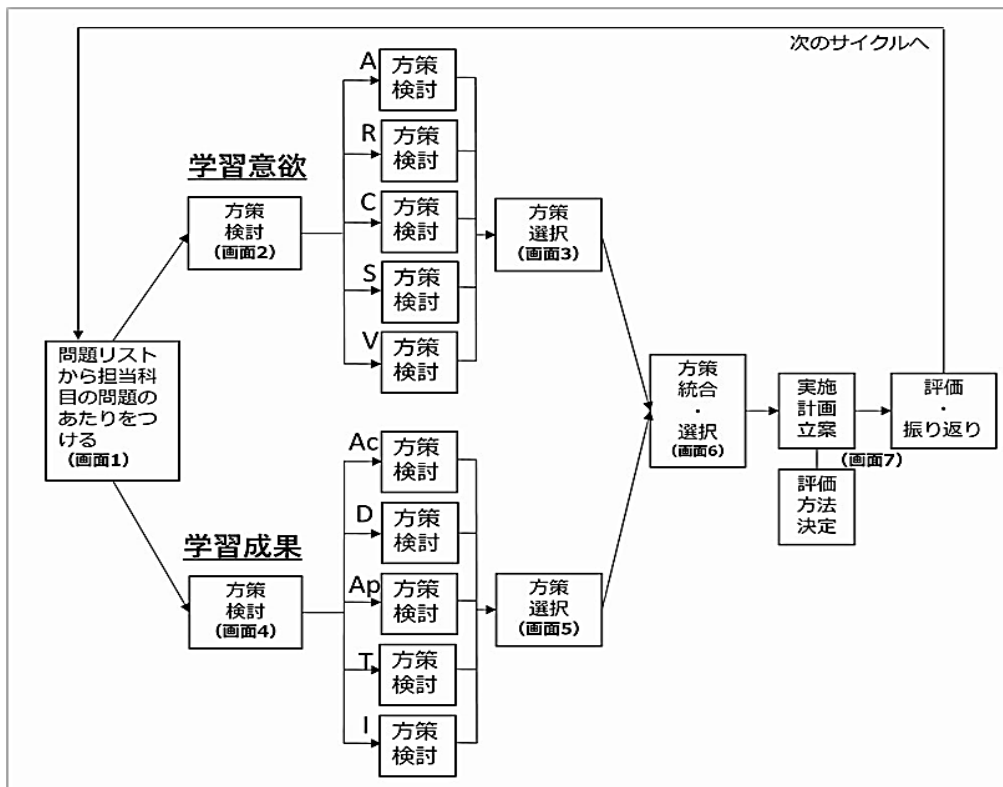 次のサイクルへ
学習意欲
方策
検討
(画面2)
A
方策
検討
R
方策
検討
C
方策
検討
S
方策
検討
V
方策
検討
方策
選択
(画面3)
問題リスト
から担当科
目の問題の
あたりをつ
ける
(画面1)
学習成果
方策
検討
(画面4)
Ac
方策
検討
D
方策
検討
Ap
方策
検討
T
方策
検討
I
方策
検討
方策
選択
(画面5)
方策
統合
・
選択
(画面6)
実施
計画
立案
(画面7)
評価
方法
決定
評価
・
振り返り